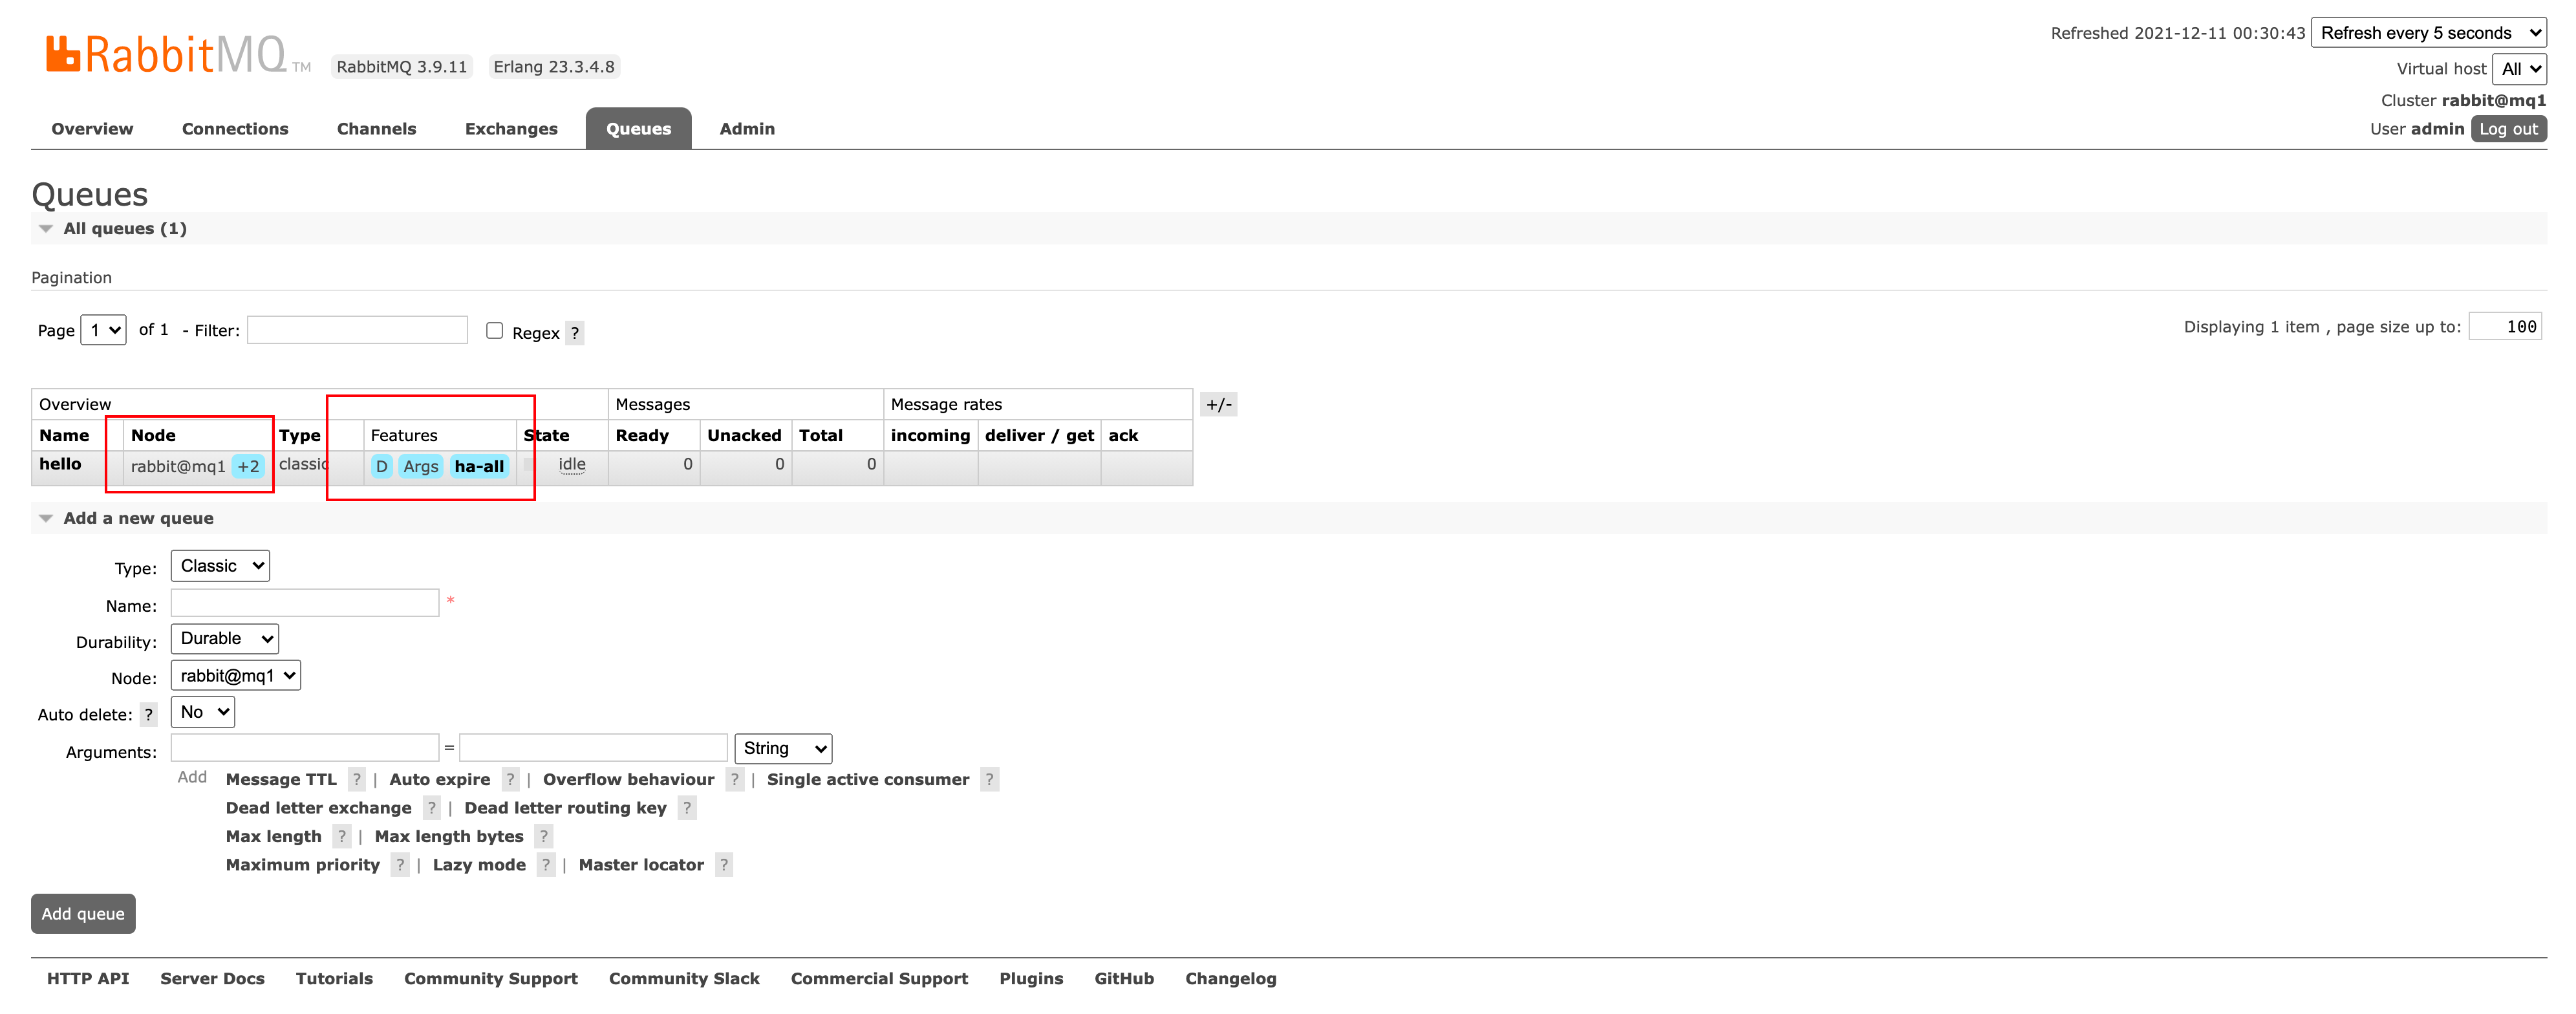 Refreshed 2021-12-11 00:30:43 Refresh every 5 seconds
RabbitMQ TM RabbitMQ 3.9.11 Erlang 23.3.4.8
Virtual host All
Cluster rabbit@mq1
Overview Connections Channels Exchanges Queues Admin
User admin Log out
Queues
All queues (1)
Pagination
Page 1 of 1 - Filter: Regex ?
Displaying 1 item , page size up to: 100
Overview Messages Message rates +/-
Name Node Type Features State Ready Unacked Total incoming deliver / get ack
hello rabbit@mq1 +2 classic D Args ha-all idle 0 0 0
Add a new queue
Type: Classic
Name: *
Durability: Durable
Node: rabbit@mq1
Auto delete: ? No
Arguments: = String
Add Message TTL ? | Auto expire ? | Overflow behaviour ? | Single active consumer ?
Dead letter exchange ? | Dead letter routing key ?
Max length ? | Max length bytes ?
Maximum priority ? | Lazy mode ? | Master locator ?
Add queue
HTTP API Server Docs Tutorials Community Support Community Slack Commercial Support Plugins GitHub Changelog